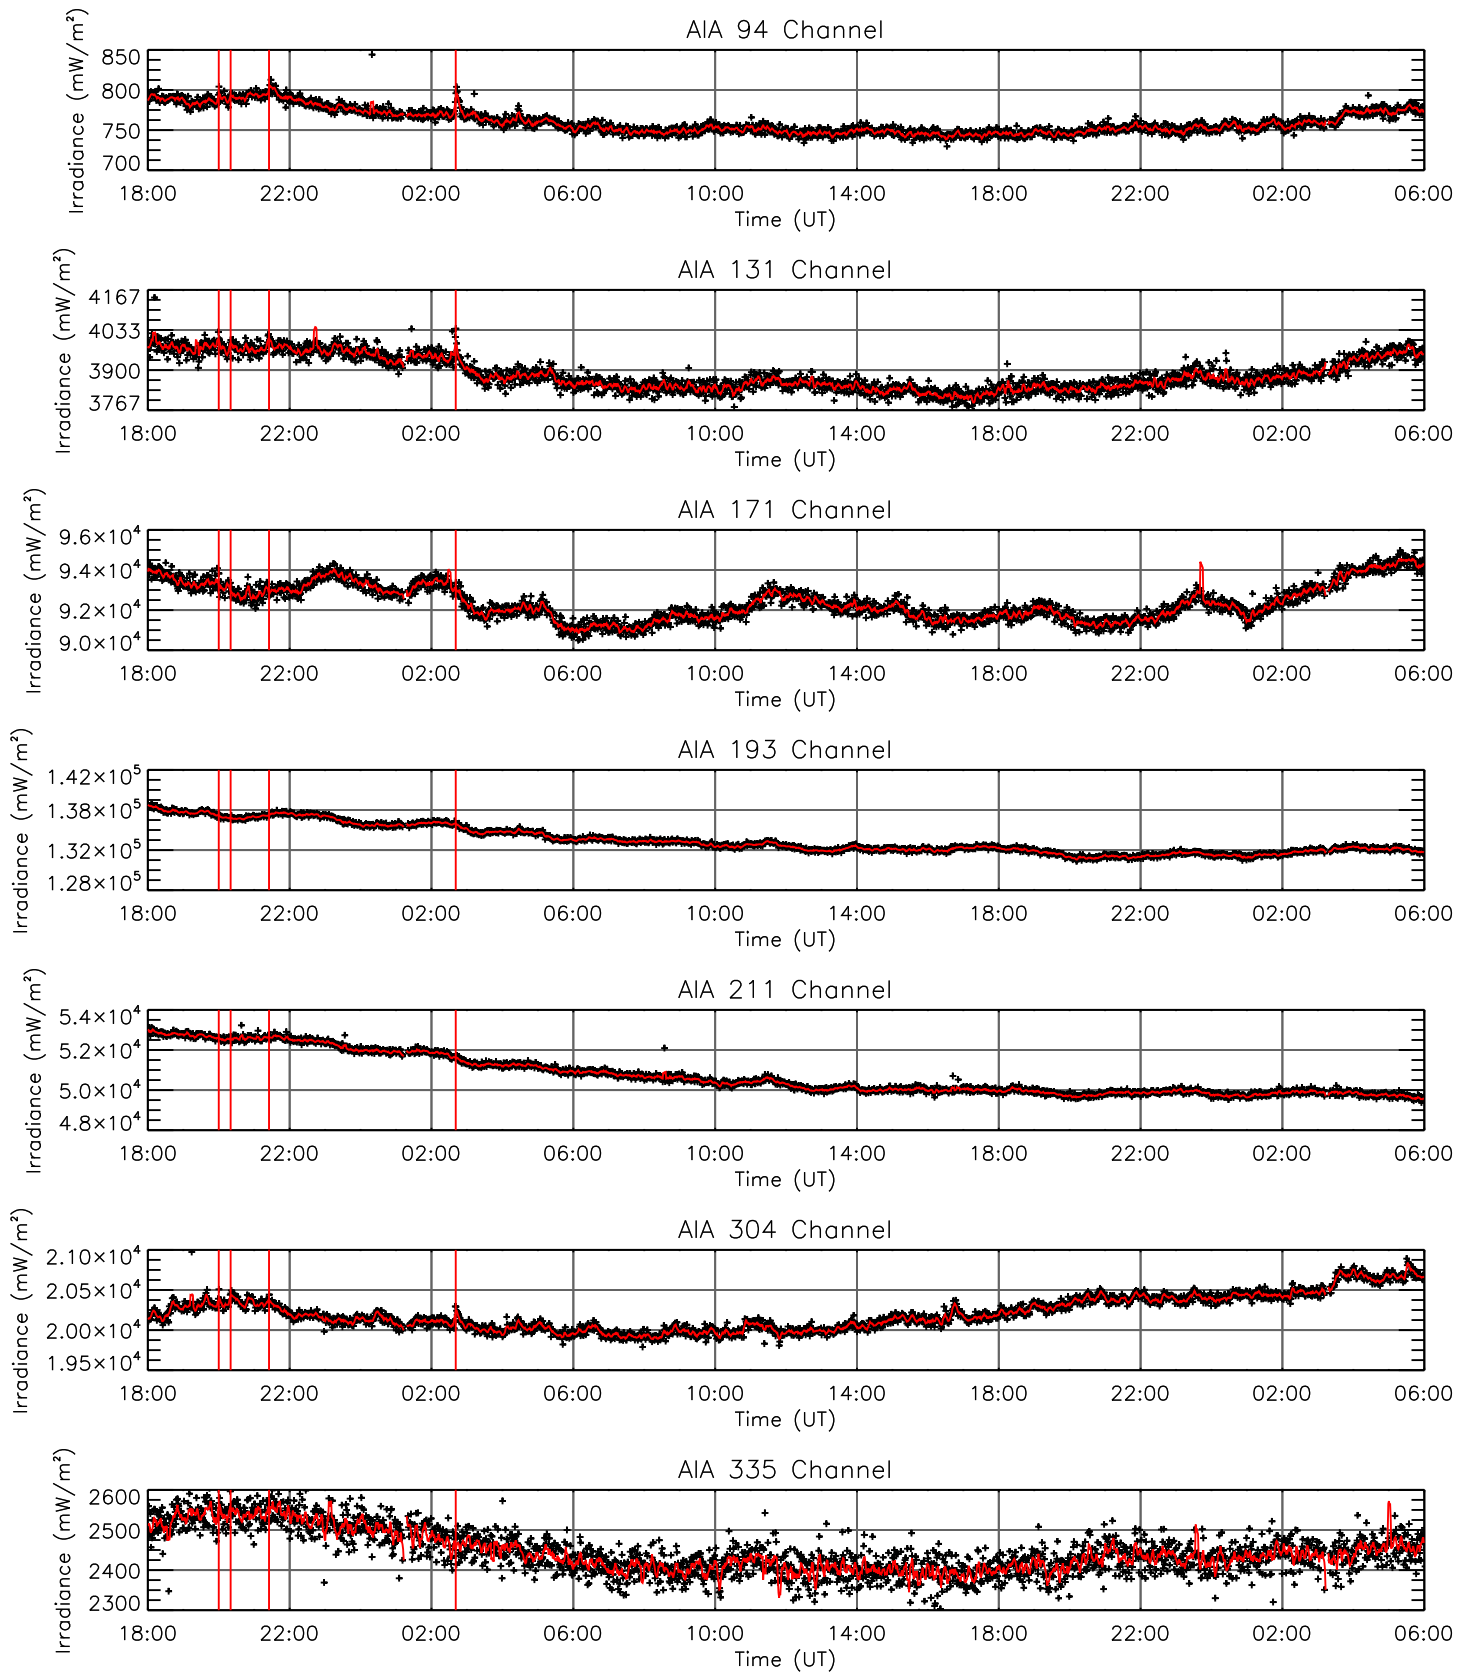 AIA 94 Channel
Irradiance (mW/m²)
850
800
750
700
18:00 22:00 02:00 06:00 10:00 14:00 18:00 22:00 02:00 06:00
Time (UT)
AIA 131 Channel
Irradiance (mW/m²)
4167
4033
3900
3767
18:00 22:00 02:00 06:00 10:00 14:00 18:00 22:00 02:00 06:00
Time (UT)
AIA 171 Channel
Irradiance (mW/m²)
9.6×10⁴
9.4×10⁴
9.2×10⁴
9.0×10⁴
18:00 22:00 02:00 06:00 10:00 14:00 18:00 22:00 02:00 06:00
Time (UT)
AIA 193 Channel
Irradiance (mW/m²)
1.42×10⁵
1.38×10⁵
1.32×10⁵
1.28×10⁵
18:00 22:00 02:00 06:00 10:00 14:00 18:00 22:00 02:00 06:00
Time (UT)
AIA 211 Channel
Irradiance (mW/m²)
5.4×10⁴
5.2×10⁴
5.0×10⁴
4.8×10⁴
18:00 22:00 02:00 06:00 10:00 14:00 18:00 22:00 02:00 06:00
Time (UT)
AIA 304 Channel
Irradiance (mW/m²)
2.10×10⁴
2.05×10⁴
2.00×10⁴
1.95×10⁴
18:00 22:00 02:00 06:00 10:00 14:00 18:00 22:00 02:00 06:00
Time (UT)
AIA 335 Channel
Irradiance (mW/m²)
2600
2500
2400
2300
18:00 22:00 02:00 06:00 10:00 14:00 18:00 22:00 02:00 06:00
Time (UT)